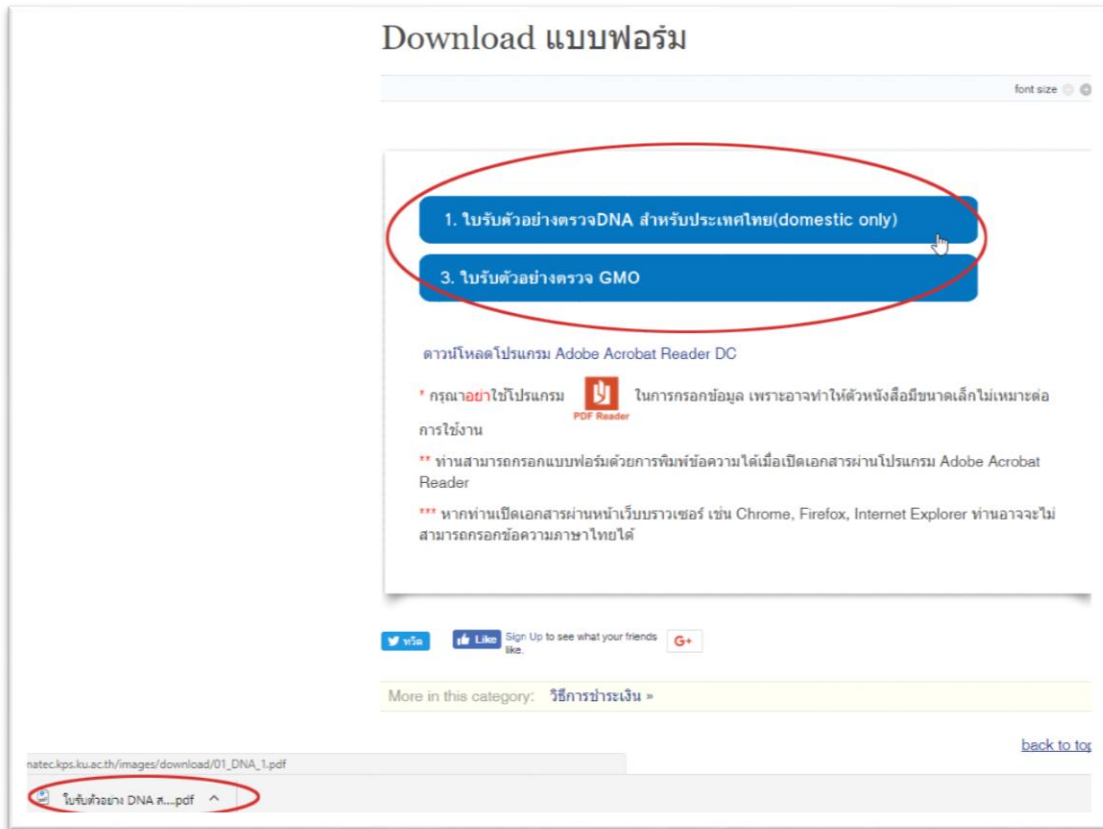 Download แบบฟอร์ม
font size
1. ใบรับตัวอย่างตรวจDNA สำหรับประเทศไทย(domestic only)
3. ใบรับตัวอย่างตรวจ GMO
ดาวน์โหลดโปรแกรม Adobe Acrobat Reader DC
* กรุณาอย่าใช้โปรแกรม PDF Reader ในการกรอกข้อมูล เพราะอาจทำให้ตัวหนังสือมีขนาดเล็กไม่เหมาะต่อ
การใช้งาน
** ท่านสามารถกรอกแบบฟอร์มด้วยการพิมพ์ข้อความได้เมื่อเปิดเอกสารผ่านโปรแกรม Adobe Acrobat
Reader
*** หากท่านเปิดเอกสารผ่านหน้าเว็บบราวเซอร์ เช่น Chrome, Firefox, Internet Explorer ท่านอาจจะไม่
สามารถกรอกข้อความภาษาไทยได้
ทวีต
Like Sign Up to see what your friends
like.
G+
More in this category: วิธีการชำระเงิน »
back to top
natec.kps.ku.ac.th/images/download/01_DNA_1.pdf
ใบรับตัวอย่าง DNA ส....pdf